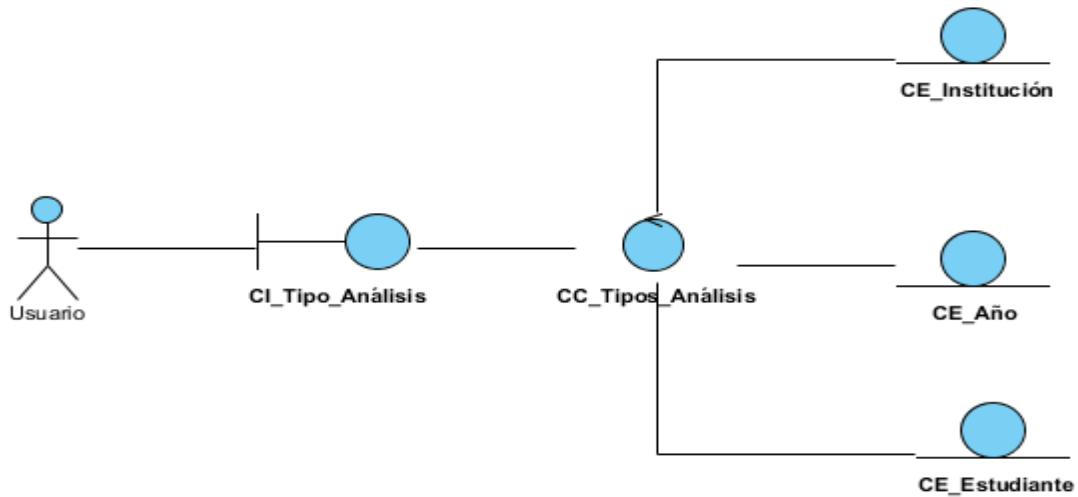 CE_Institución
Usuario
CI_Tipo_Análisis
CC_Tipos_Análisis
CE_Año
CE_Estudiante